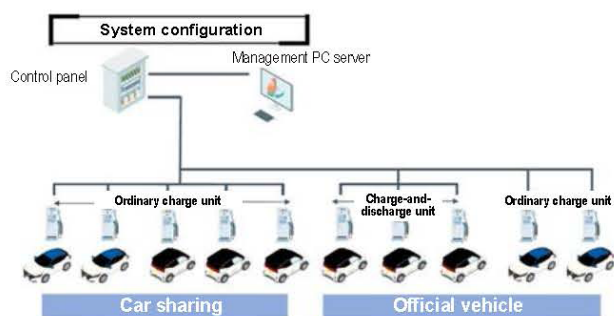 System configuration
Management PC server
Control panel
Ordinary charge unit
Charge-and-
discharge unit
Ordinary charge unit
Car sharing
Official vehicle